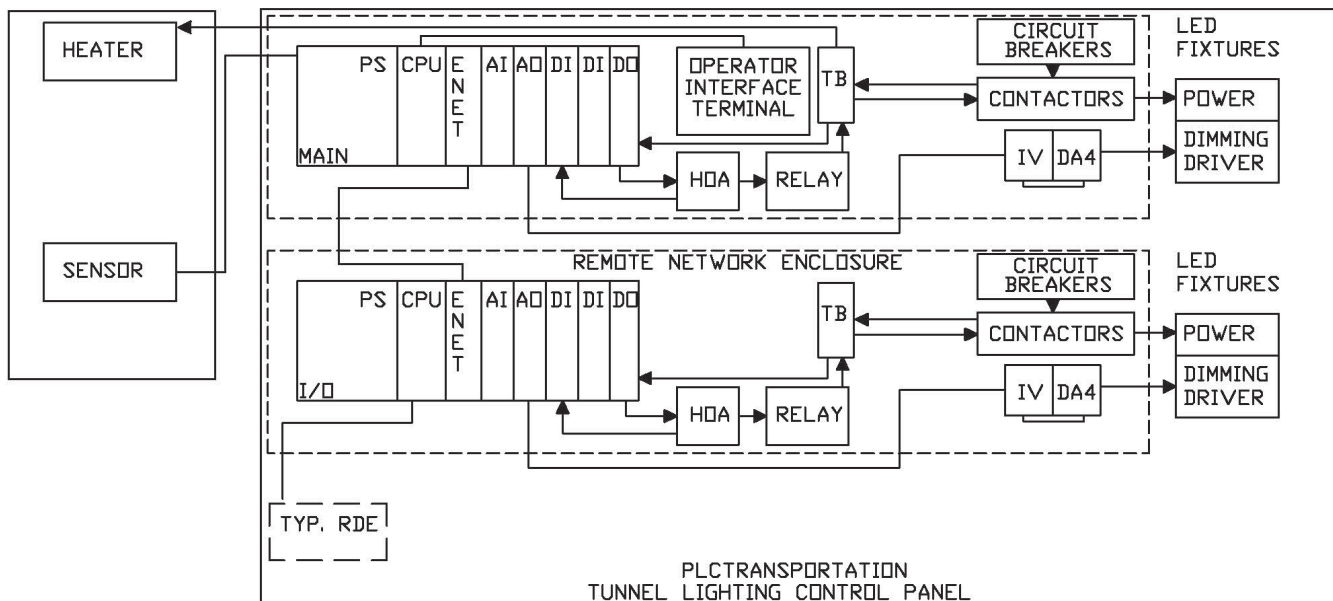 HEATER
SENSOR
PS CPU ENET AI AO DI DI DO
MAIN
OPERATOR
INTERFACE
TERMINAL
TB
CIRCUIT
BREAKERS
CONTACTORS
IV DA4
HOA
RELAY
LED
FIXTURES
POWER
DIMMING
DRIVER
REMOTE NETWORK ENCLOSURE
PS CPU ENET AI AO DI DI DO
I/O
TB
CIRCUIT
BREAKERS
CONTACTORS
IV DA4
HOA
RELAY
LED
FIXTURES
POWER
DIMMING
DRIVER
TYP. RDE
PLCTRANSPORTATION
TUNNEL LIGHTING CONTROL PANEL